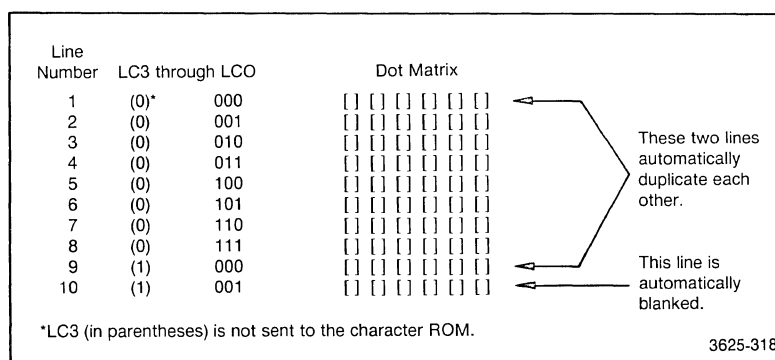 Line
Number LC3 through LCO Dot Matrix
1 (0)* 000 [ ] [ ] [ ] [ ] [ ] [ ]
2 (0) 001 [ ] [ ] [ ] [ ] [ ] [ ]
3 (0) 010 [ ] [ ] [ ] [ ] [ ] [ ]
4 (0) 011 [ ] [ ] [ ] [ ] [ ] [ ]
5 (0) 100 [ ] [ ] [ ] [ ] [ ] [ ]
6 (0) 101 [ ] [ ] [ ] [ ] [ ] [ ]
7 (0) 110 [ ] [ ] [ ] [ ] [ ] [ ]
8 (0) 111 [ ] [ ] [ ] [ ] [ ] [ ]
9 (1) 000 [ ] [ ] [ ] [ ] [ ] [ ]
10 (1) 001 [ ] [ ] [ ] [ ] [ ] [ ]
These two lines
automatically
duplicate each
other.
This line is
automatically
blanked.
*LC3 (in parentheses) is not sent to the character ROM.
3625-318